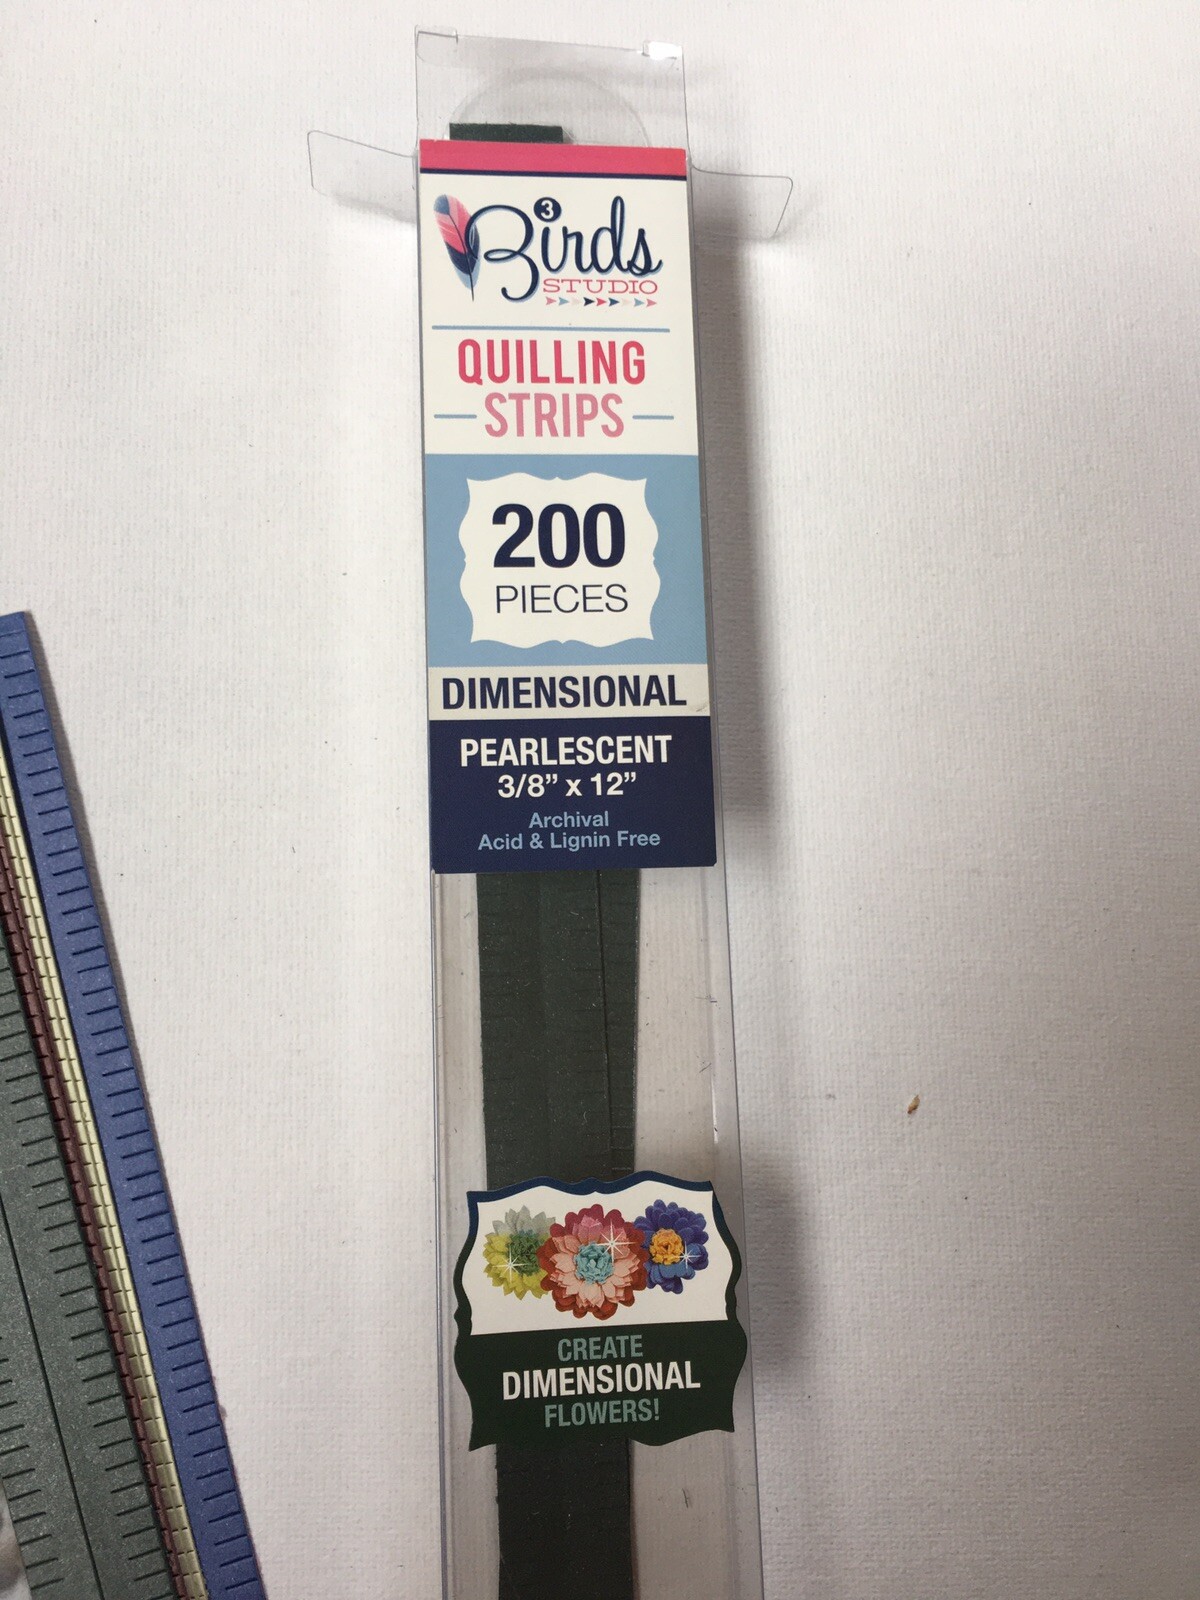 3
Birds
STUDIO
QUILLING
STRIPS
200
PIECES
DIMENSIONAL
PEARLESCENT
3/8” x 12”
Archival
Acid & Lignin Free
CREATE
DIMENSIONAL
FLOWERS!